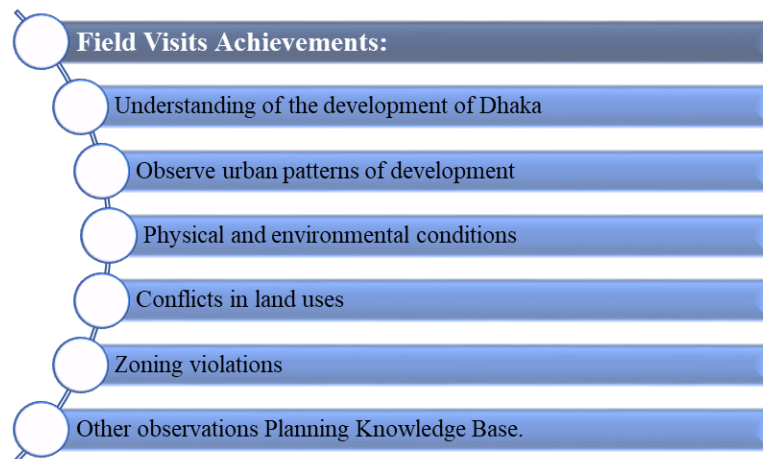 Field Visits Achievements:
Understanding of the development of Dhaka
Observe urban patterns of development
Physical and environmental conditions
Conflicts in land uses
Zoning violations
Other observations Planning Knowledge Base.